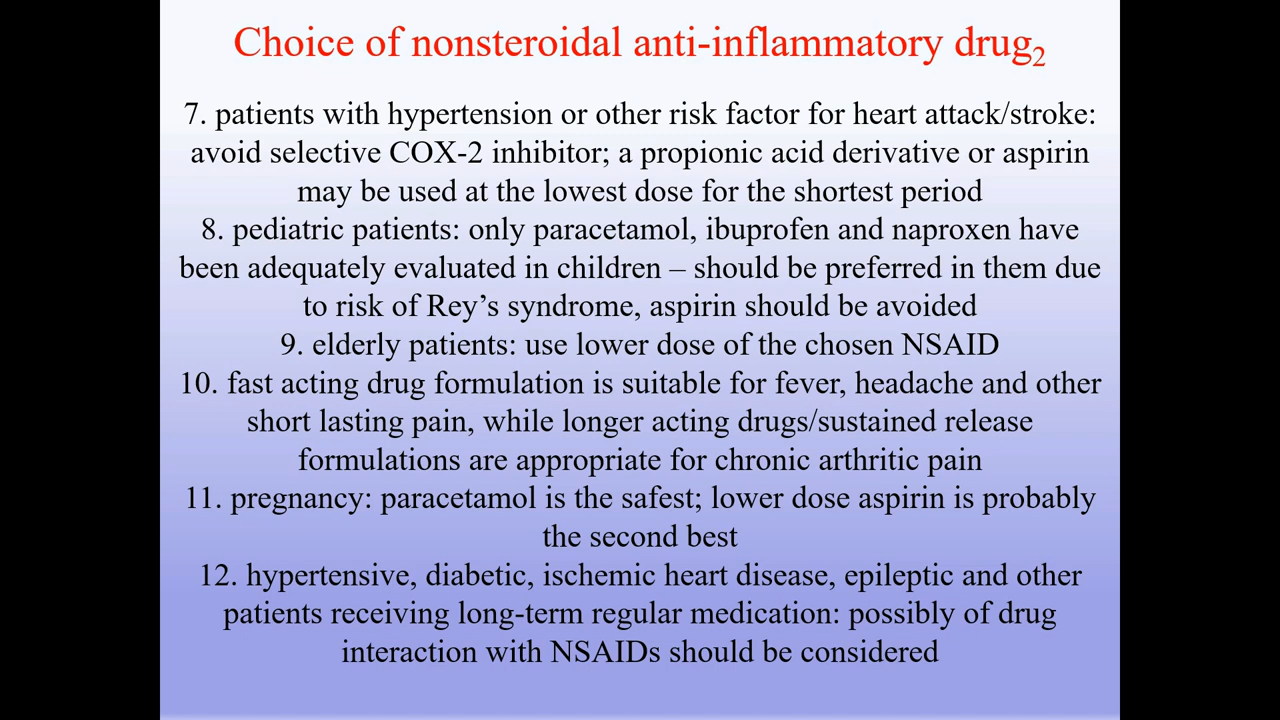 Choice of nonsteroidal anti-inflammatory drug2
7. patients with hypertension or other risk factor for heart attack/stroke:
avoid selective COX-2 inhibitor; a propionic acid derivative or aspirin
may be used at the lowest dose for the shortest period
8. pediatric patients: only paracetamol, ibuprofen and naproxen have
been adequately evaluated in children – should be preferred in them due
to risk of Rey’s syndrome, aspirin should be avoided
9. elderly patients: use lower dose of the chosen NSAID
10. fast acting drug formulation is suitable for fever, headache and other
short lasting pain, while longer acting drugs/sustained release
formulations are appropriate for chronic arthritic pain
11. pregnancy: paracetamol is the safest; lower dose aspirin is probably
the second best
12. hypertensive, diabetic, ischemic heart disease, epileptic and other
patients receiving long-term regular medication: possibly of drug
interaction with NSAIDs should be considered